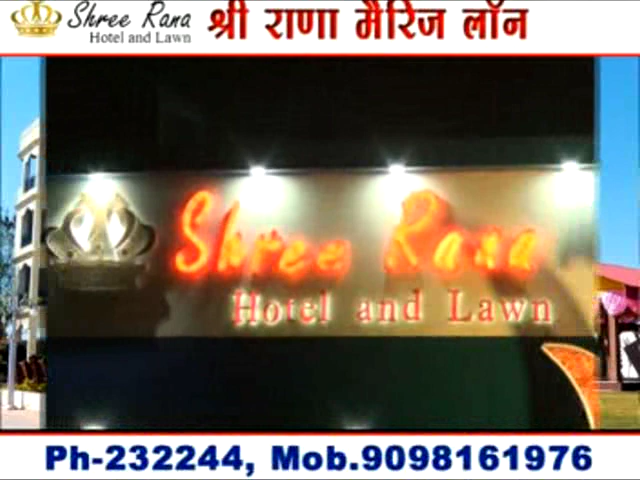 Shree Rana
Hotel and Lawn
श्री राणा मैरिज लॉन
Shree Rana
Hotel and Lawn
Ph-232244, Mob.9098161976